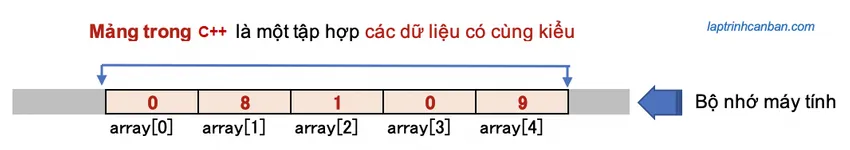 Mảng trong C++ là một tập hợp các dữ liệu có cùng kiểu
laptrinhcanban.com
0 8 1 0 9
Bộ nhớ máy tính
array[0] array[1] array[2] array[3] array[4]